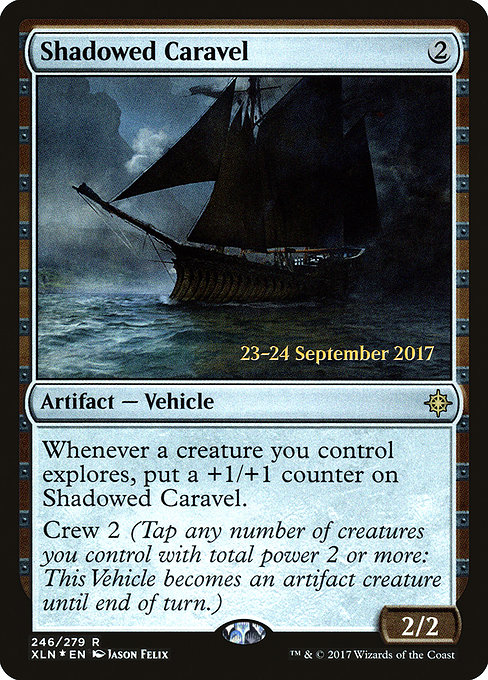 Shadowed Caravel 2
23–24 September 2017
Artifact — Vehicle
Whenever a creature you control
explores, put a +1/+1 counter on
Shadowed Caravel.
Crew 2 (Tap any number of creatures
you control with total power 2 or more:
This Vehicle becomes an artifact creature
until end of turn.)
2/2
246/279 R
XLN ★ EN Jason Felix
™ & © 2017 Wizards of the Coast